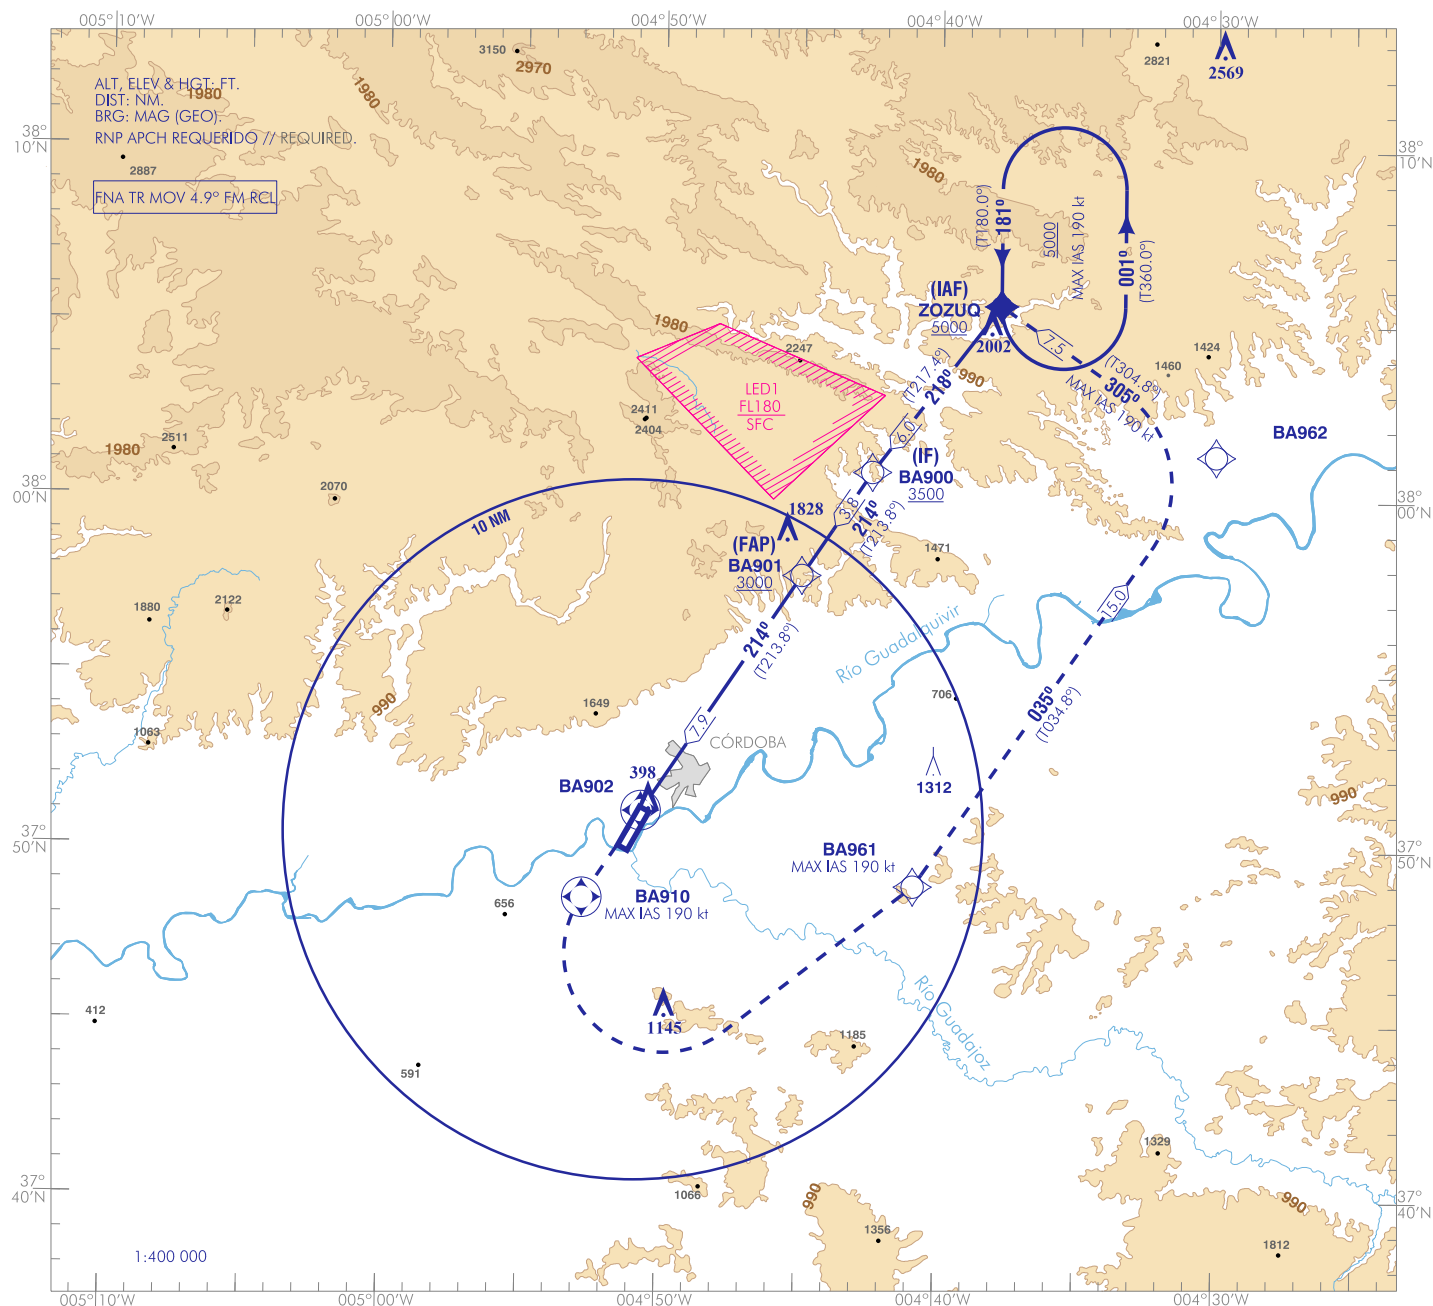 005°10'W
005°00'W
004°50'W
004°40'W
004°30'W
3150
2970
2821
2569
1980
1980
ALT, ELEV & HGT: FT.
DIST: NM.
BRG: MAG (GEO).
RNP APCH REQUERIDO // REQUIRED.
38°
10'N
38°
10'N
2887
FNA TR MOV 4.9° FM RCL
1980
(T180.0°)
181°
5000
MAX IAS 190 kt
001°
(T360.0°)
(IAF)
ZOZUQ
5000
2002
7.5
(T304.8°)
305°
MAX IAS 190 kt
1424
1460
1980
2247
990
LED1
FL180
SFC
(T217.4°)
218°
6.0
2411
2404
2511
1980
BA962
(IF)
BA900
3500
2070
38°
00'N
38°
00'N
10 NM
1828
3.8
214°
(T213.8°)
(FAP)
BA901
3000
1471
1880
2122
15.0
Río Guadalquivir
214°
(T213.8°)
706
035°
(T034.8°)
990
1649
1063
7.9
CÓRDOBA
398
BA902
1312
990
37°
50'N
37°
50'N
BA961
MAX IAS 190 kt
BA910
MAX IAS 190 kt
656
412
1145
1185
Río Guadajoz
591
1329
1066
990
990
37°
40'N
37°
40'N
1356
1812
1:400 000
005°10'W
005°00'W
004°50'W
004°40'W
004°30'W